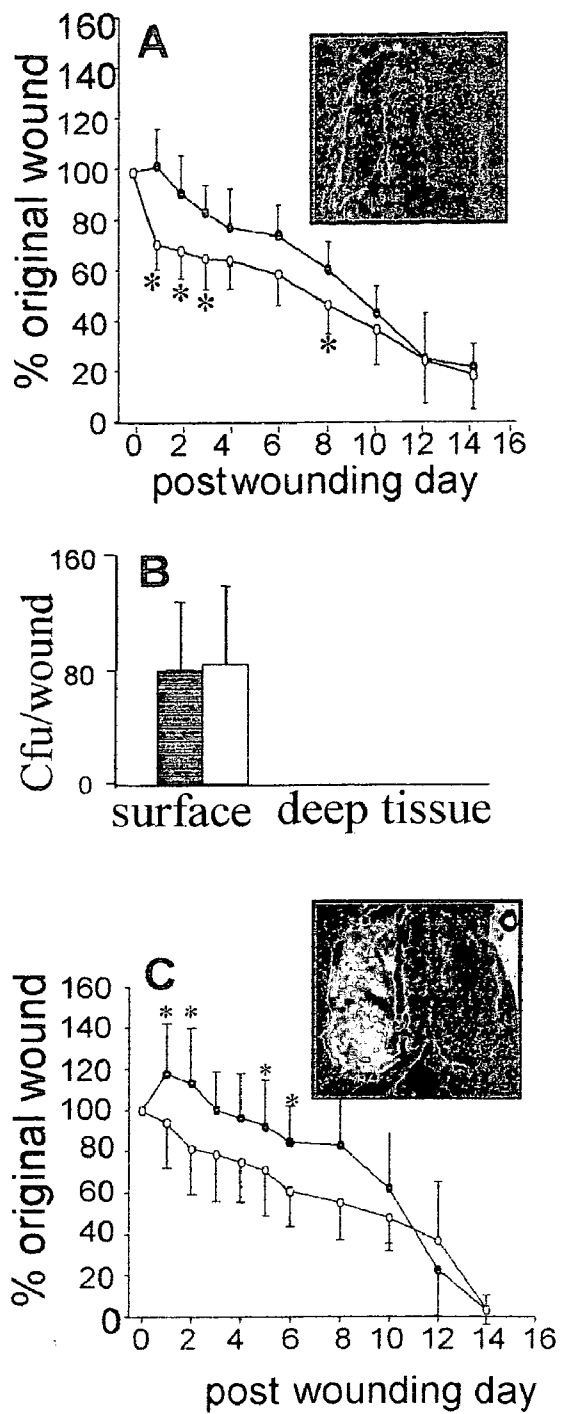 A
160
140
120
100
80
60
40
20
0
% original wound
* * * *
0 2 4 6 8 10 12 14 16
postwounding day
B
160
80
0
Cfu/wound
surface deep tissue
C
160
140
120
100
80
60
40
20
0
% original wound
* * * *
0 2 4 6 8 10 12 14 16
post wounding day